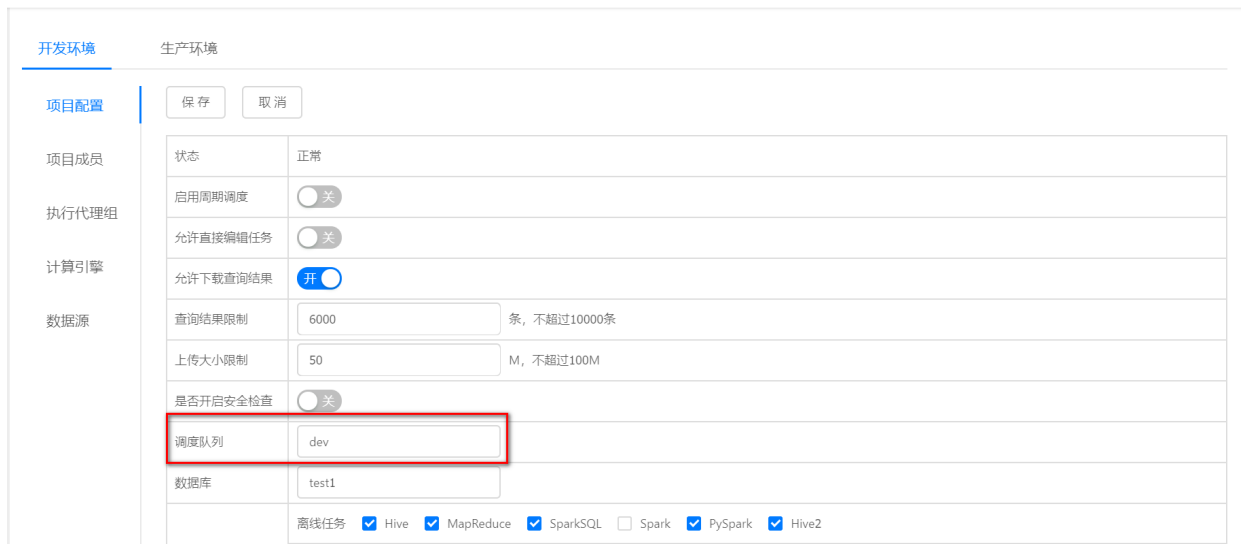 开发环境 生产环境
项目配置
项目成员
执行代理组
计算引擎
数据源
保存 取消
状态 正常
启用周期调度 关
允许直接编辑任务 关
允许下载查询结果 开
查询结果限制 6000 条，不超过10000条
上传大小限制 50 M，不超过100M
是否开启安全检查 关
调度队列 dev
数据库 test1
离线任务 Hive MapReduce SparkSQL Spark PySpark Hive2